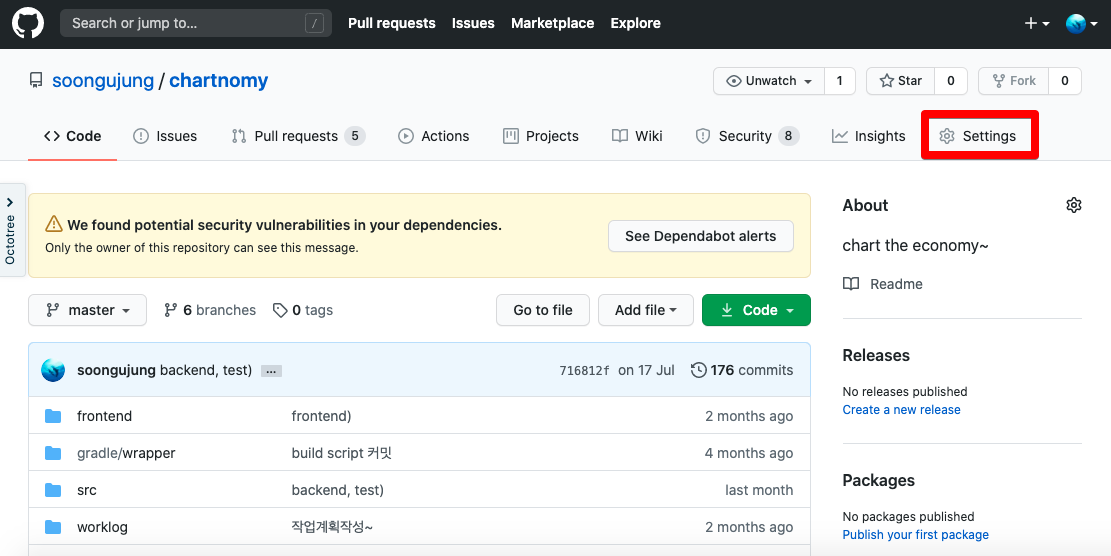 Search or jump to... /
Pull requests Issues Marketplace Explore
soongujung / chartnomy
Unwatch 1 Star 0 Fork 0
Code Issues Pull requests 5 Actions Projects Wiki Security 8 Insights Settings
Octotree
We found potential security vulnerabilities in your dependencies.
Only the owner of this repository can see this message.
See Dependabot alerts
master 6 branches 0 tags Go to file Add file Code
soongujung backend, test) ... 716812f on 17 Jul 176 commits
frontend frontend) 2 months ago
gradle/wrapper build script 커밋 4 months ago
src backend, test) last month
worklog 작업계획작성~ 2 months ago
About
chart the economy~
Readme
Releases
No releases published
Create a new release
Packages
No packages published
Publish your first package